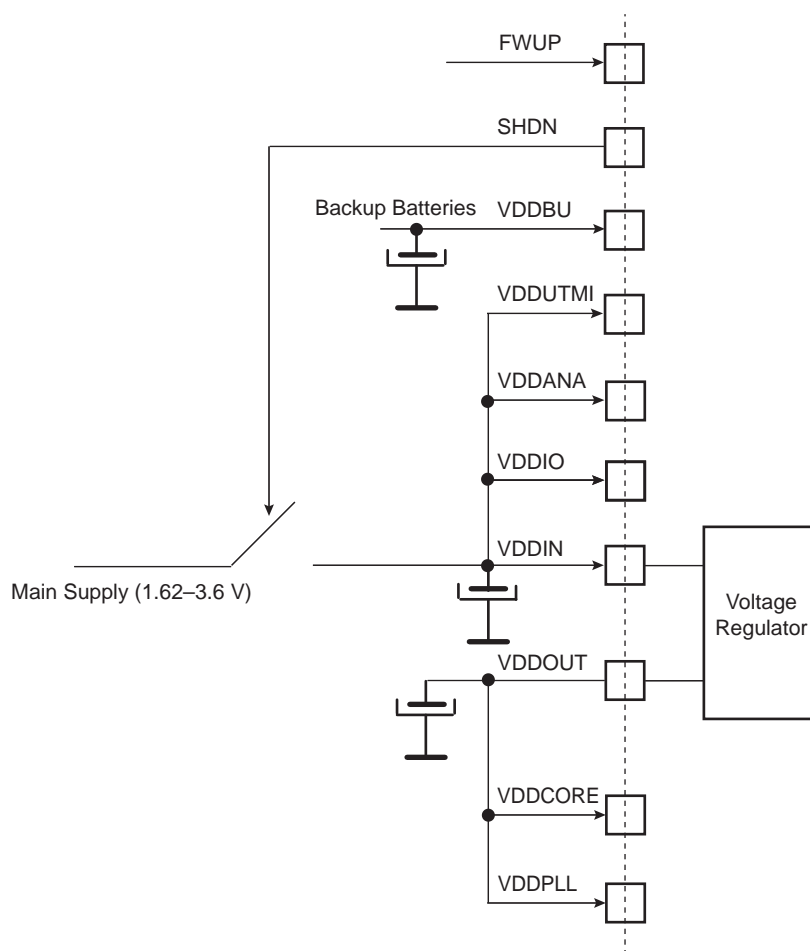 FWUP
SHDN
Backup Batteries
VDDBU
VDDUTMI
VDDANA
VDDIO
VDDIN
Main Supply (1.62–3.6 V)
Voltage
Regulator
VDDOUT
VDDCORE
VDDPLL